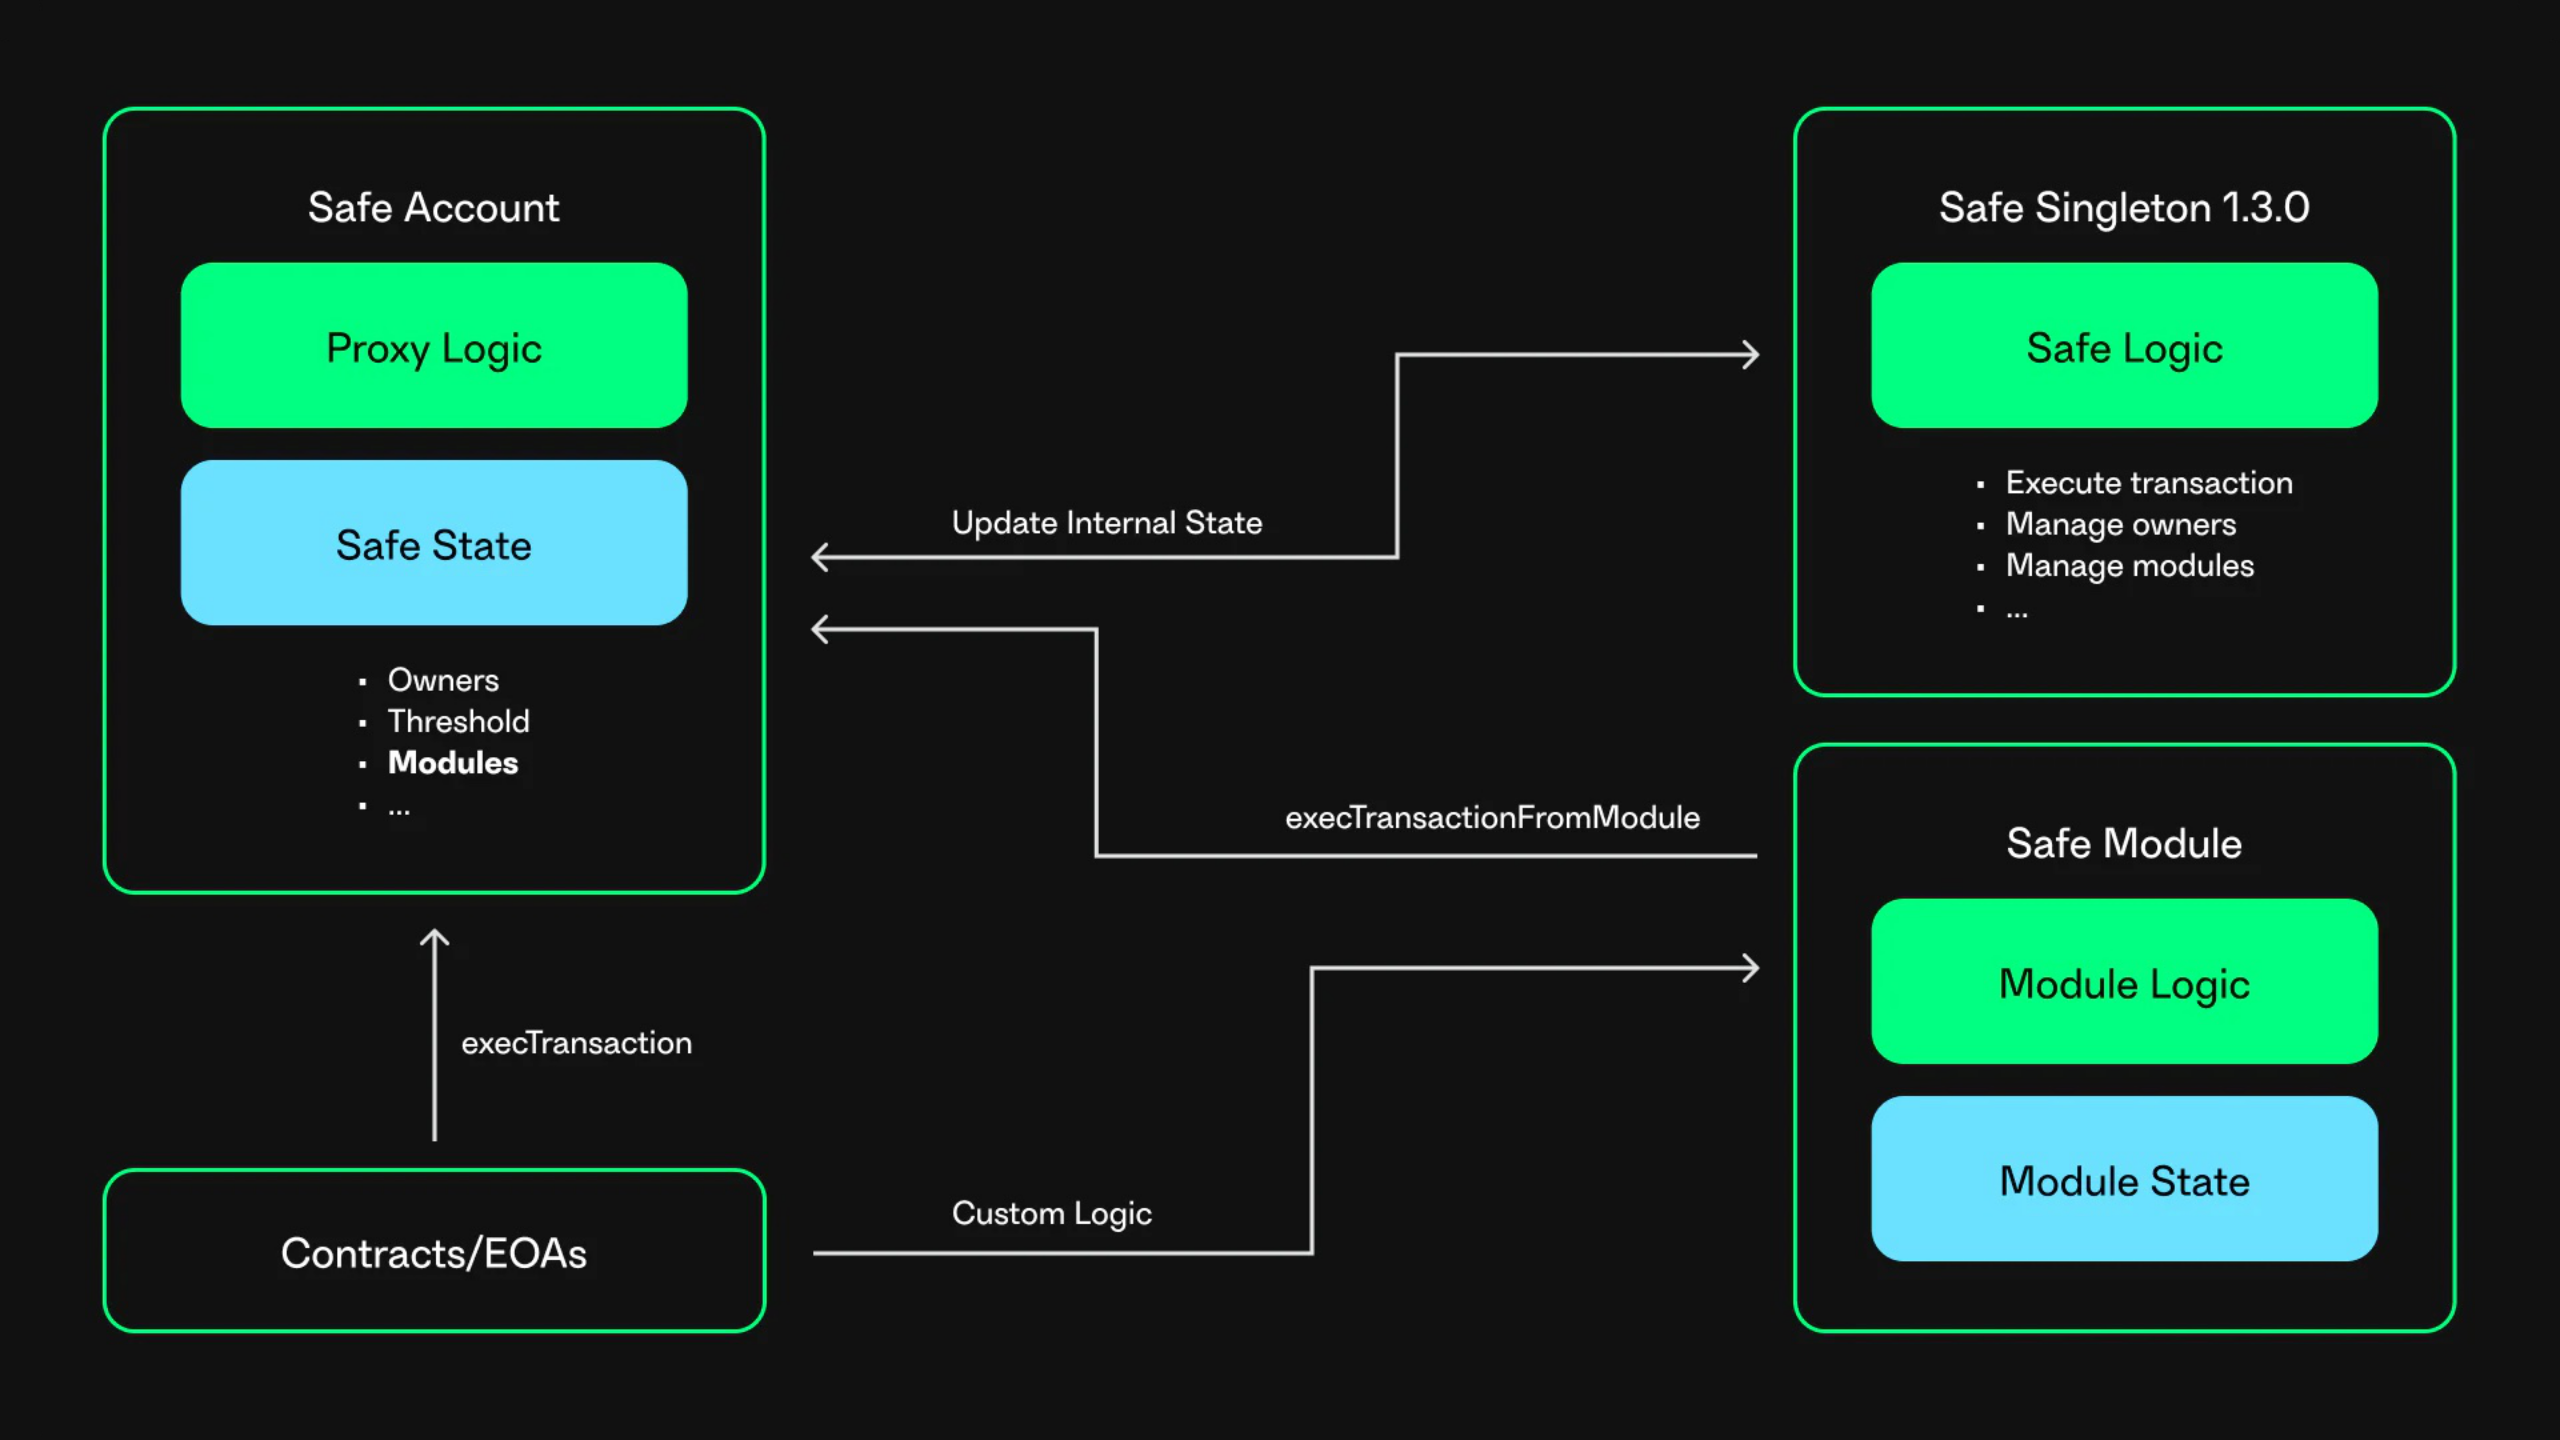 Safe Account
Proxy Logic
Safe State
▪ Owners
▪ Threshold
▪ Modules
▪ ...
Update Internal State
Safe Singleton 1.3.0
Safe Logic
▪ Execute transaction
▪ Manage owners
▪ Manage modules
▪ ...
execTransactionFromModule
Safe Module
Module Logic
Module State
execTransaction
Custom Logic
Contracts/EOAs